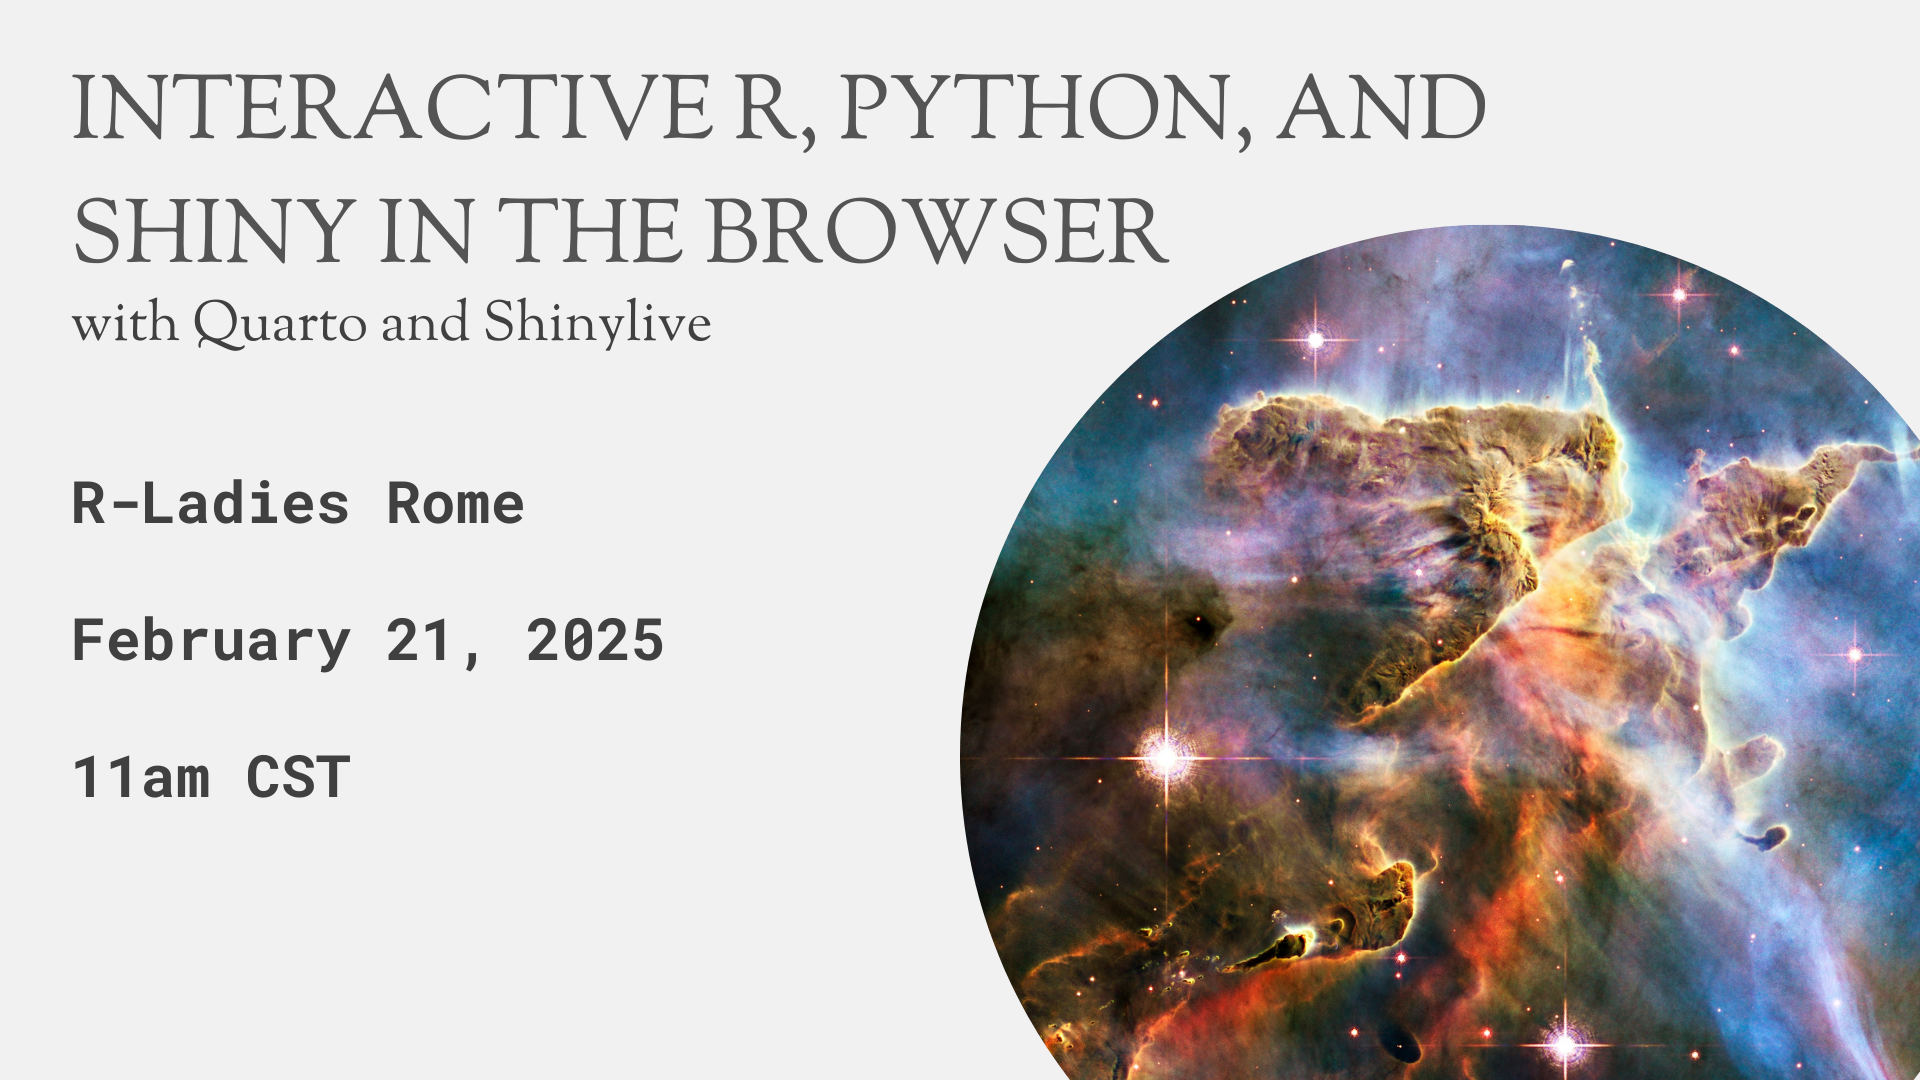 INTERACTIVE R, PYTHON, AND
SHINY IN THE BROWSER
with Quarto and Shinylive
R-Ladies Rome
February 21, 2025
11am CST